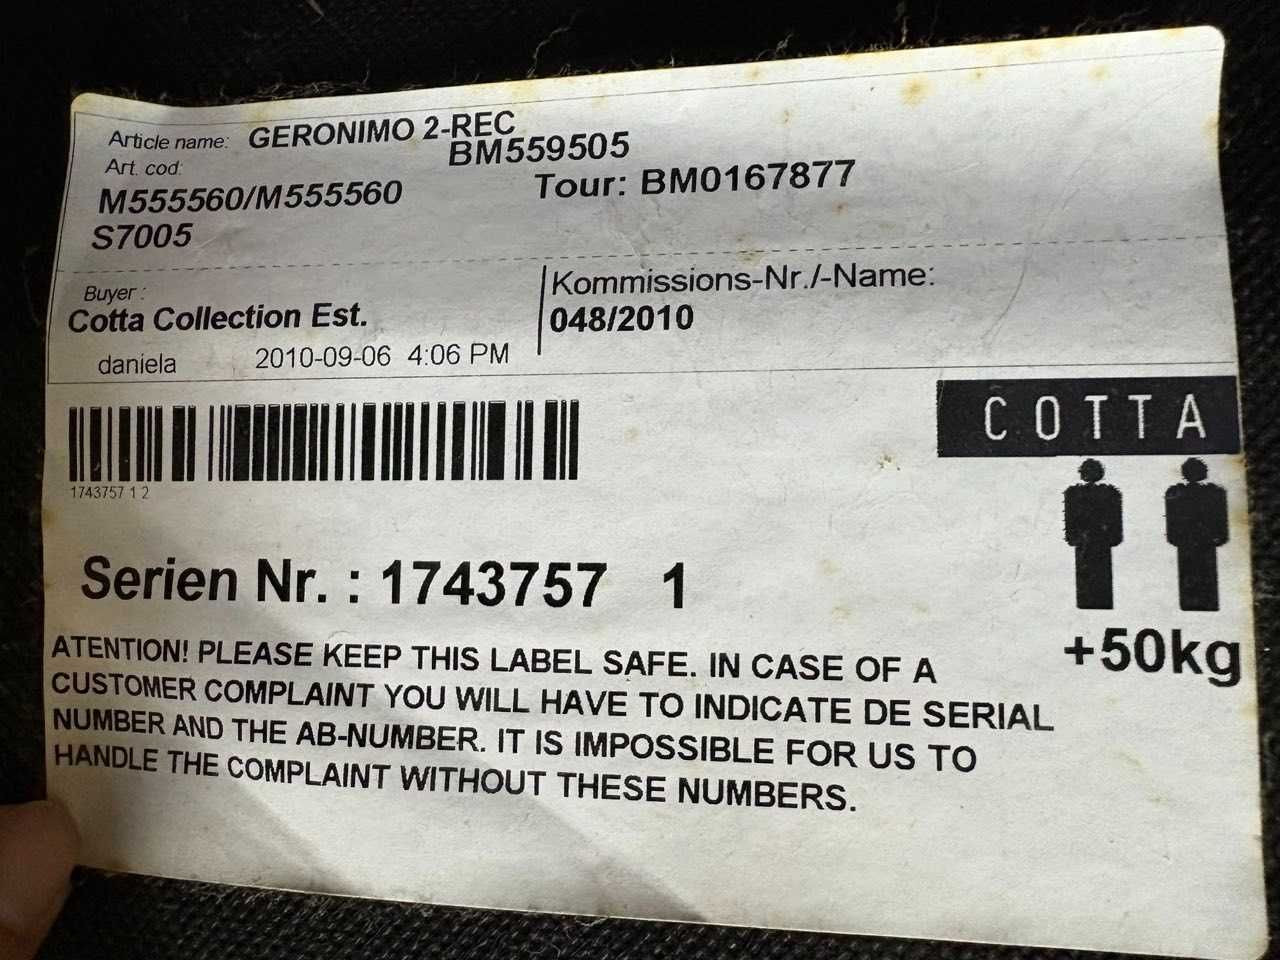 Article name: GERONIMO 2-REC
BM559505
Art. cod:
M555560/M555560
Tour: BM0167877
S7005
Buyer :
Cotta Collection Est.
daniela 2010-09-06 4:06 PM
Kommissions-Nr./-Name:
048/2010
1743757 1 2
COTTA
Serien Nr. : 1743757 1
+50kg
ATENTION! PLEASE KEEP THIS LABEL SAFE. IN CASE OF A
CUSTOMER COMPLAINT YOU WILL HAVE TO INDICATE DE SERIAL
NUMBER AND THE AB-NUMBER. IT IS IMPOSSIBLE FOR US TO
HANDLE THE COMPLAINT WITHOUT THESE NUMBERS.